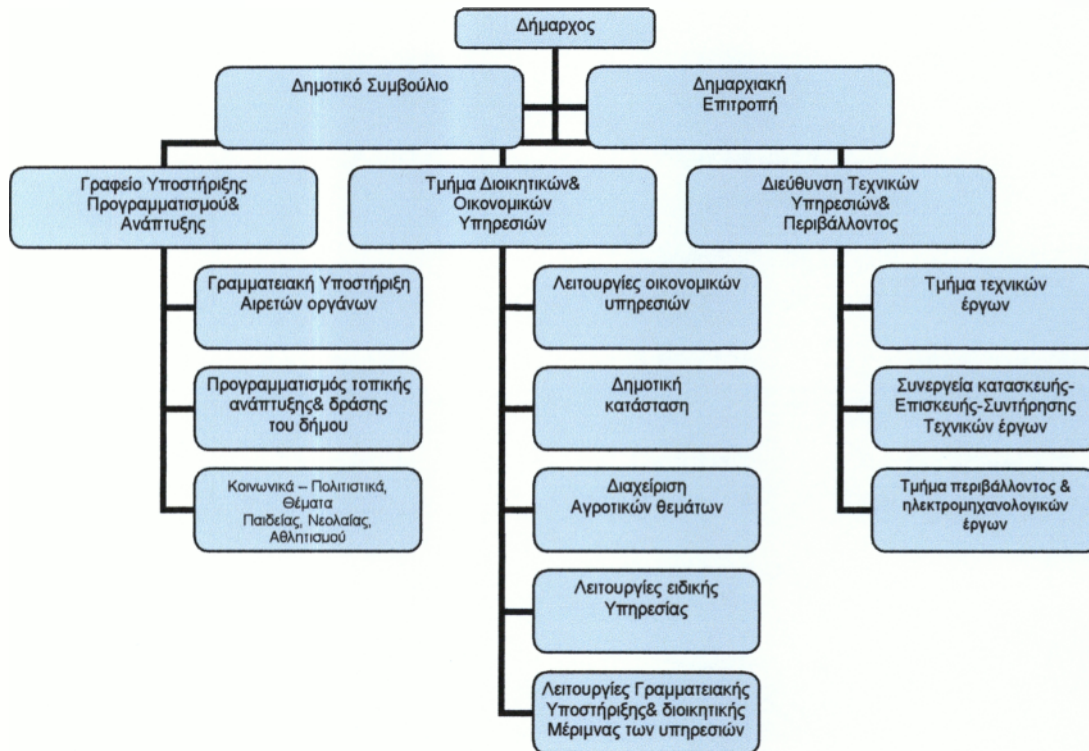 Δήμαρχος
Δημοτικό Συμβούλιο
Δημαρχιακή
Επιτροπή
Γραφείο Υποστήριξης
Προγραμματισμού&
Ανάπτυξης
Τμήμα Διοικητικών&
Οικονομικών
Υπηρεσιών
Διεύθυνση Τεχνικών
Υπηρεσιών&
Περιβάλλοντος
Γραμματειακή Υποστήριξη
Αιρετών οργάνων
Προγραμματισμός τοπικής
ανάπτυξης& δράσης
του δήμου
Κοινωνικά – Πολιτιστικά,
Θέματα
Παιδείας, Νεολαίας,
Αθλητισμού
Λειτουργίες οικονομικών
υπηρεσιών
Δημοτική
κατάσταση
Διαχείριση
Αγροτικών θεμάτων
Λειτουργίες ειδικής
Υπηρεσίας
Λειτουργίες Γραμματειακής
Υποστήριξης& διοικητικής
Μέριμνας των υπηρεσιών
Τμήμα τεχνικών
έργων
Συνεργεία κατασκευής-
Επισκευής-Συντήρησης
Τεχνικών έργων
Τμήμα περιβάλλοντος &
ηλεκτρομηχανολογικών
έργων